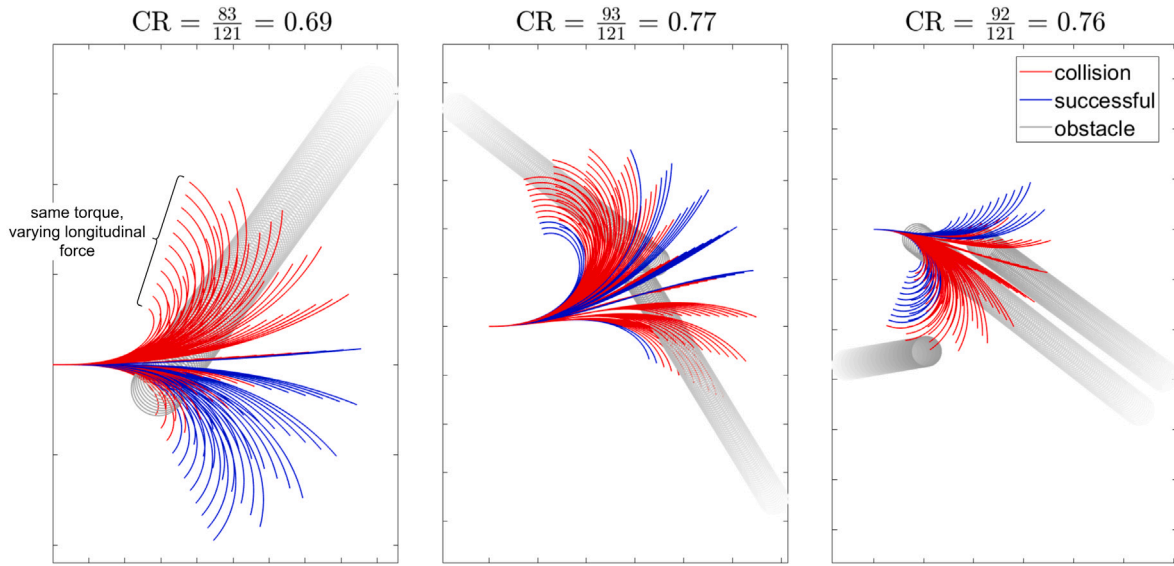 CR = 83/121 = 0.69
CR = 93/121 = 0.77
CR = 92/121 = 0.76
same torque,
varying longitudinal
force
collision
successful
obstacle